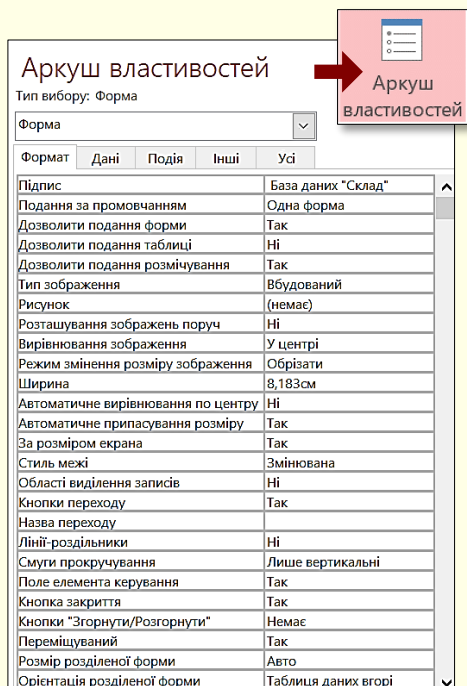 Аркуш властивостей
Аркуш
властивостей
Тип вибору: Форма
Форма
Формат Дані Подія Інші Усі
Підпис База даних "Склад"
Подання за промовчанням Одна форма
Дозволити подання форми Так
Дозволити подання таблиці Ні
Дозволити подання розмічування Так
Тип зображення Вбудований
Рисунок (немає)
Розташування зображень поруч Ні
Вирівнювання зображення У центрі
Режим змінення розміру зображення Обрізати
Ширина 8,183см
Автоматичне вирівнювання по центру Ні
Автоматичне припасування розміру Так
За розміром екрана Так
Стиль межі Змінювана
Області виділення записів Ні
Кнопки переходу Так
Назва переходу
Лінії-роздільники Ні
Смуги прокручування Лише вертикальні
Поле елемента керування Так
Кнопка закриття Так
Кнопки "Згорнути/Розгорнути" Немає
Переміщуваний Так
Розмір розділеної форми Авто
Орієнтація розділеної форми Таблиця даних вгорі